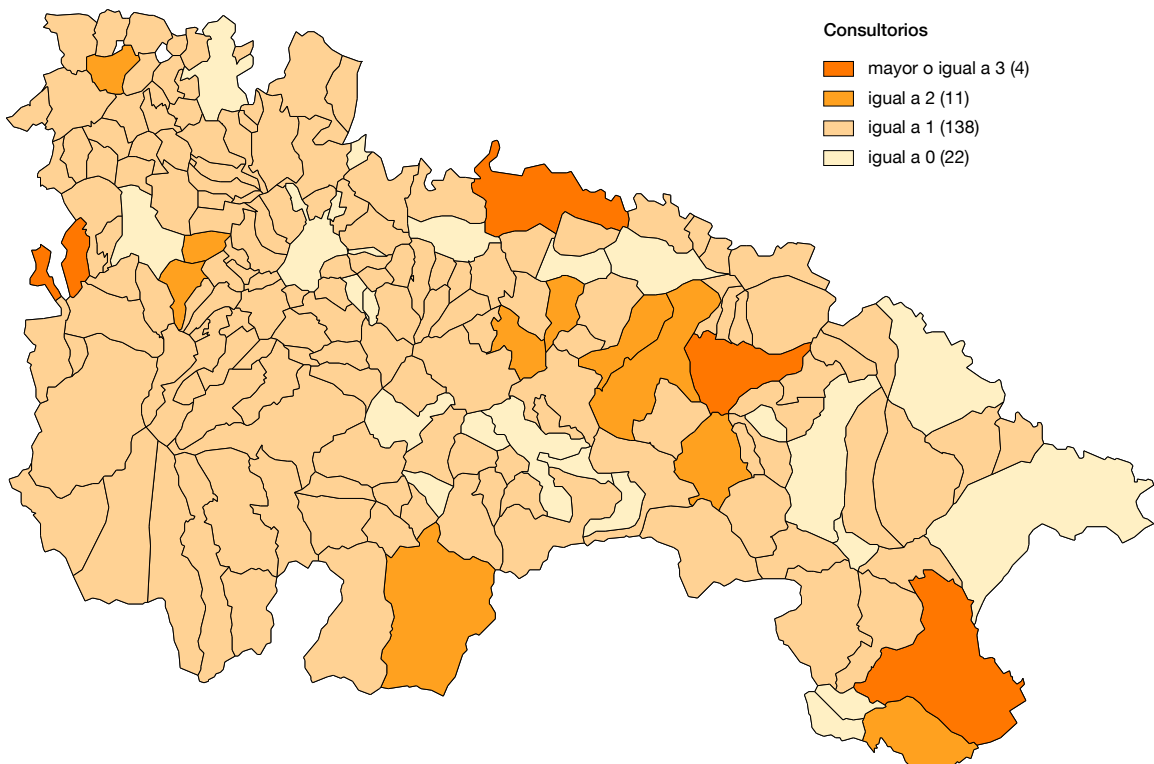 Consultorios
mayor o igual a 3 (4)
igual a 2 (11)
igual a 1 (138)
igual a 0 (22)